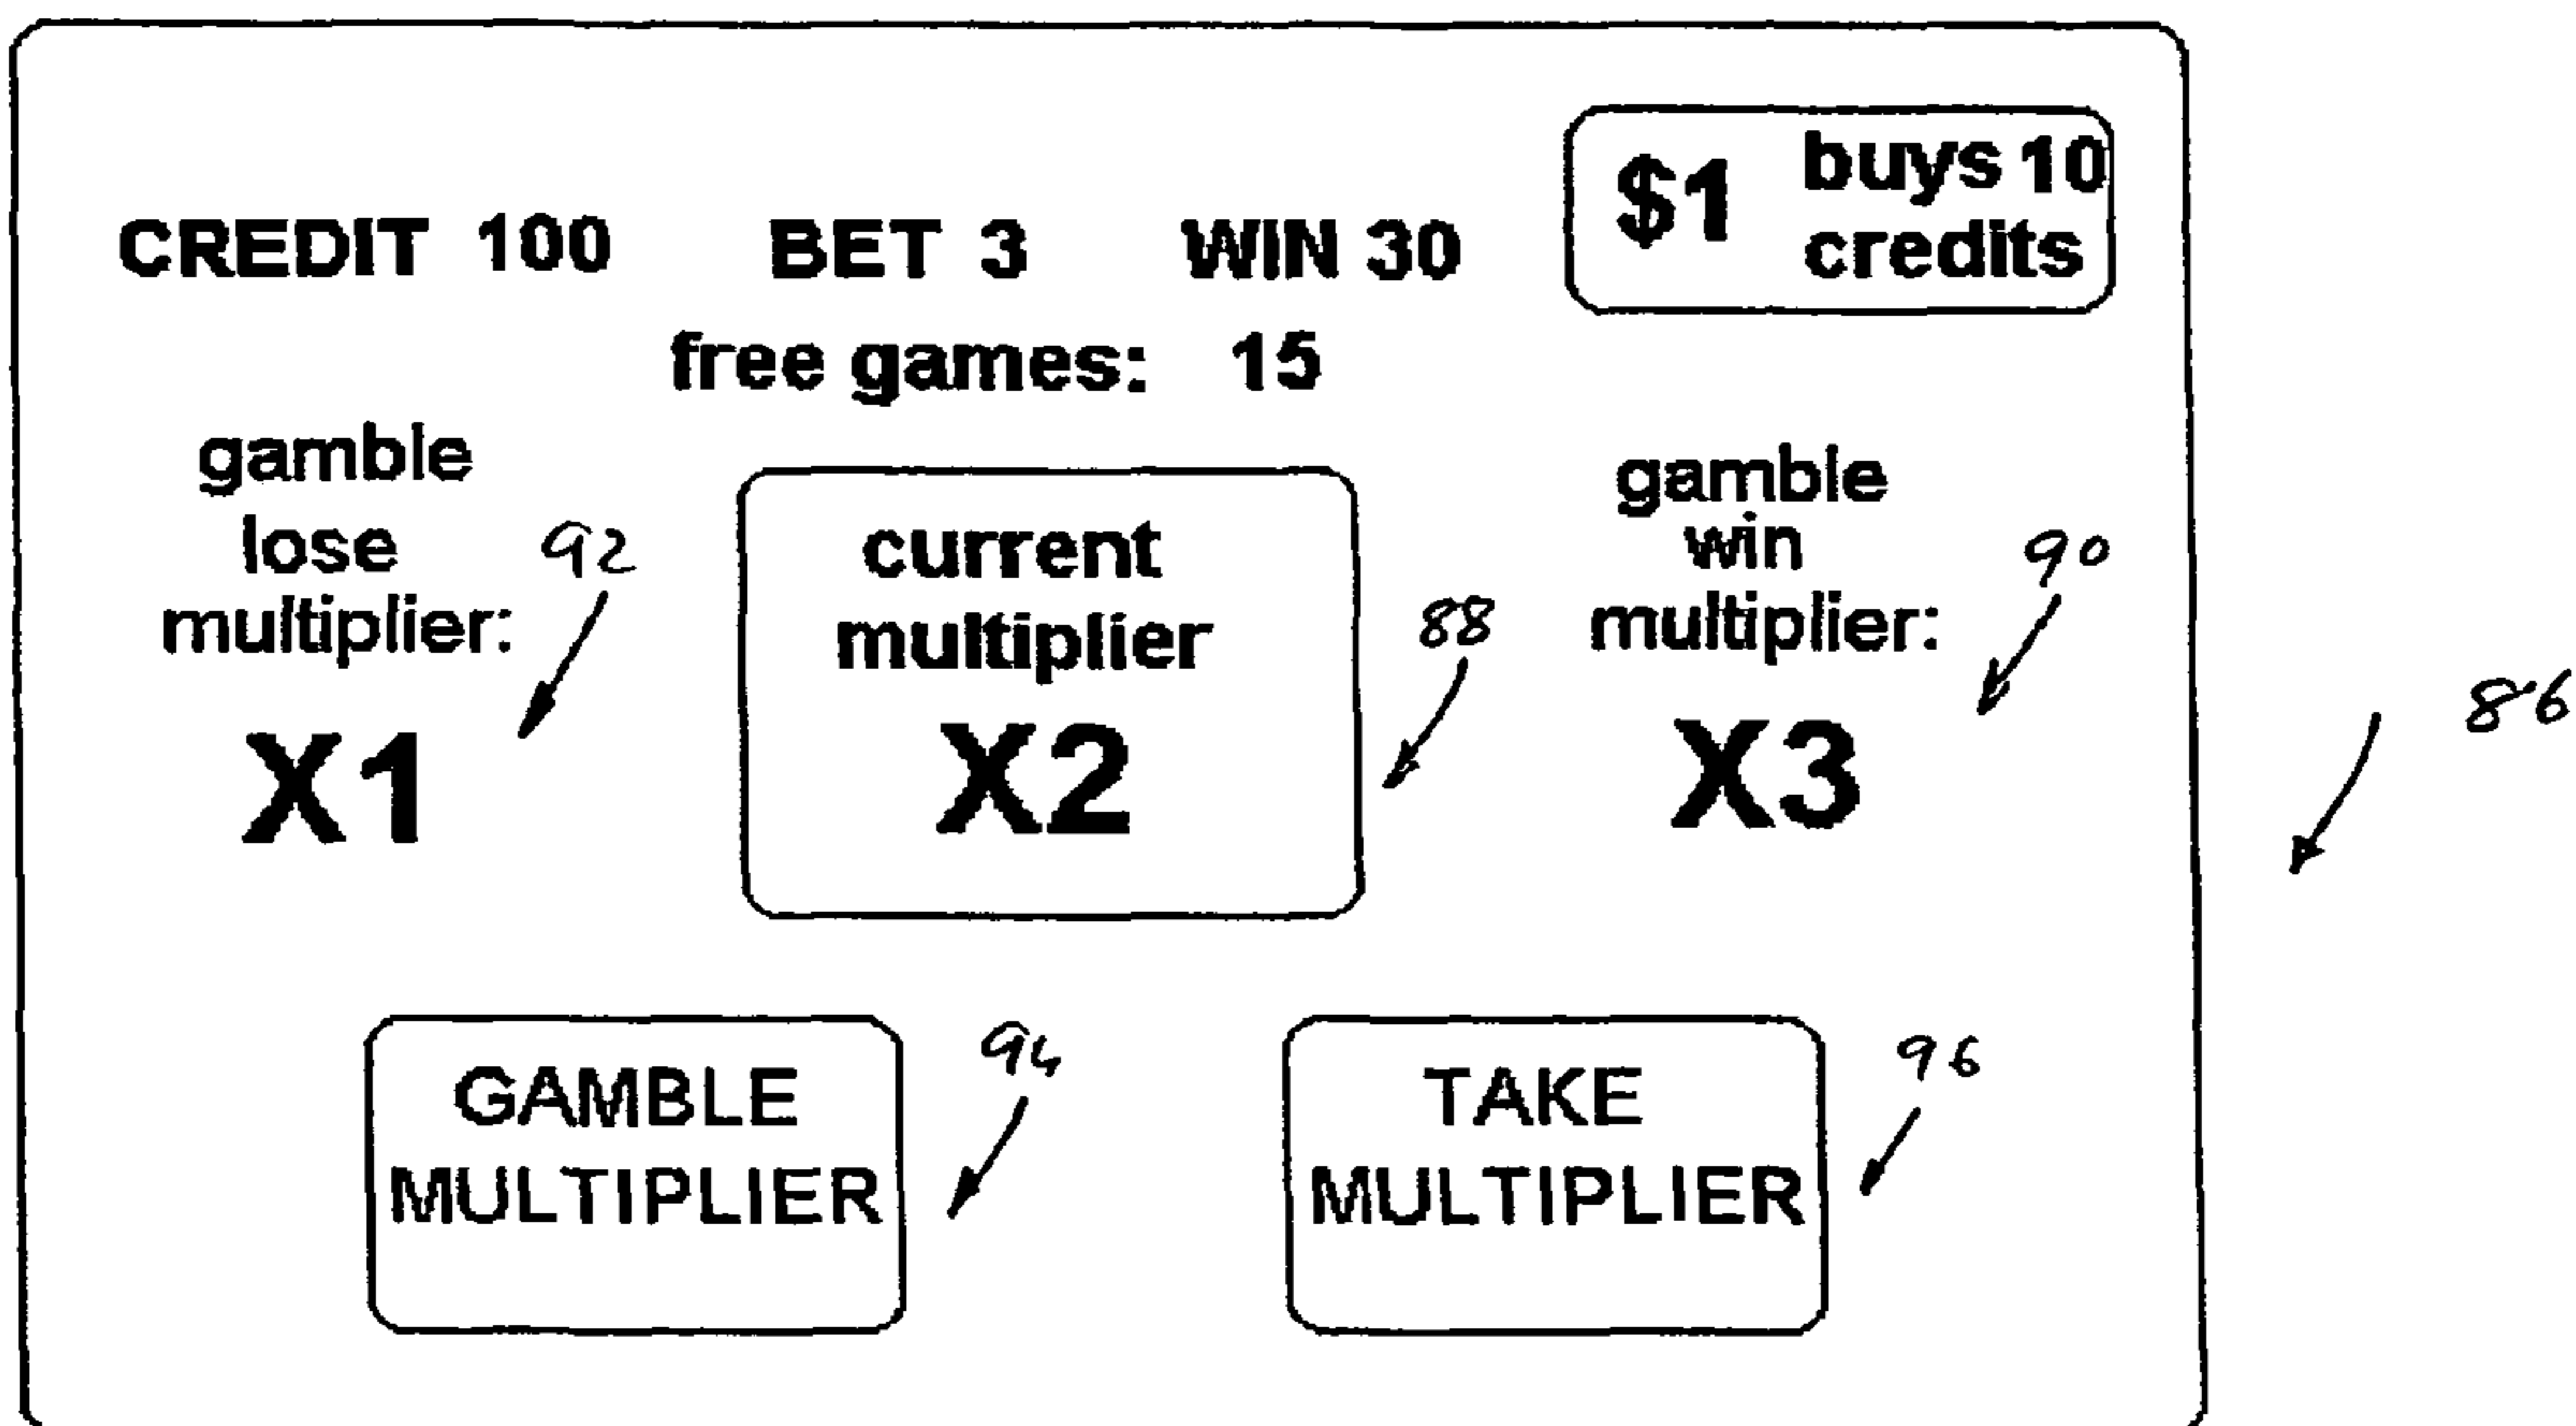 $1 buys 10
credits
CREDIT 100 BET 3 WIN 30
free games: 15
gamble
lose
multiplier:
X1
92
current
multiplier
X2
88
gamble
win
multiplier:
X3
90
86
GAMBLE
MULTIPLIER
94
TAKE
MULTIPLIER
96